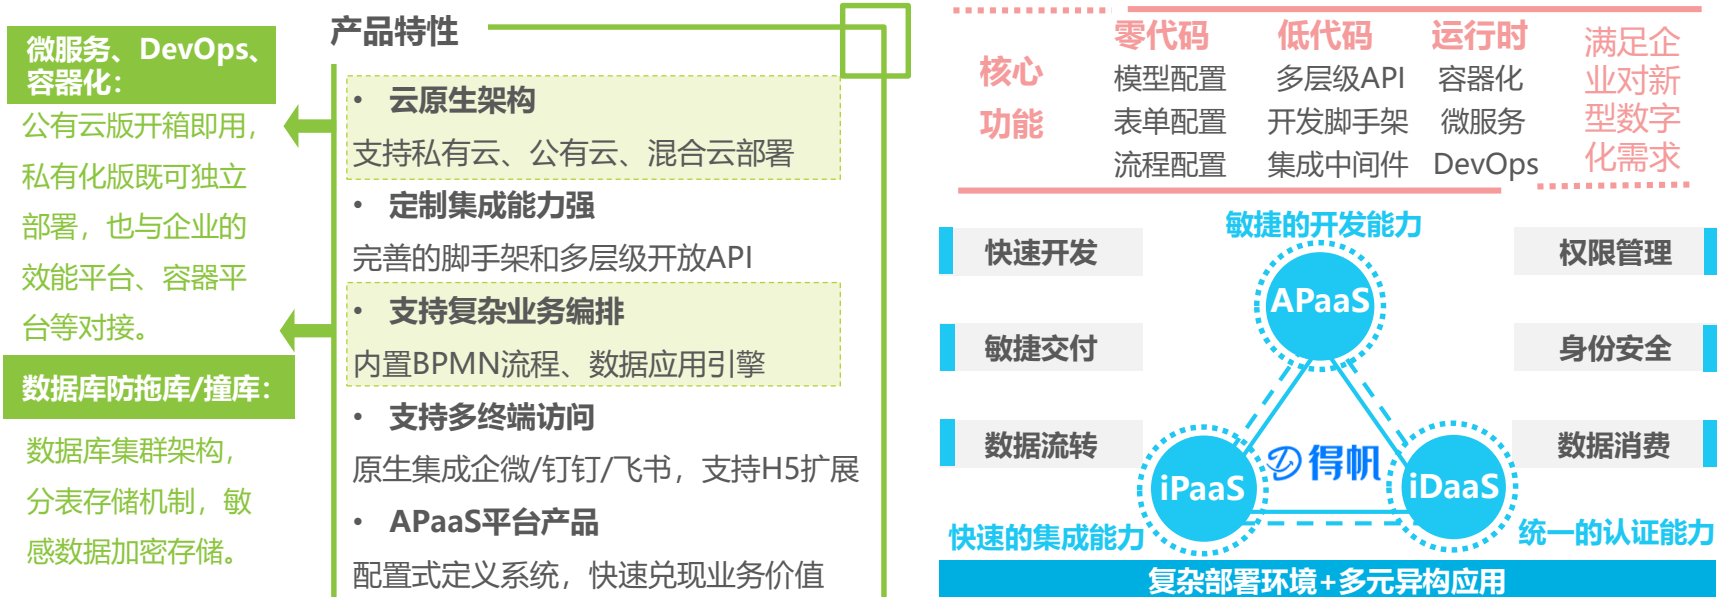 微服务、DevOps、
容器化：
公有云版开箱即用，
私有化版既可独立
部署，也与企业的
效能平台、容器平
台等对接。
数据库防拖库/撞库：
数据库集群架构，
分表存储机制，敏
感数据加密存储。
产品特性
• 云原生架构
支持私有云、公有云、混合云部署
• 定制集成能力强
完善的脚手架和多层级开放API
• 支持复杂业务编排
内置BPMN流程、数据应用引擎
• 支持多终端访问
原生集成企微/钉钉/飞书，支持H5扩展
• APaaS平台产品
配置式定义系统，快速兑现业务价值
核心
功能
零代码
模型配置
表单配置
流程配置
低代码
多层级API
开发脚手架
集成中间件
运行时
容器化
微服务
DevOps
满足企
业对新
型数字
化需求
敏捷的开发能力
快速开发
敏捷交付
数据流转
APaaS
iPaaS
得帆
iDaaS
权限管理
身份安全
数据消费
快速的集成能力
统一的认证能力
复杂部署环境+多元异构应用